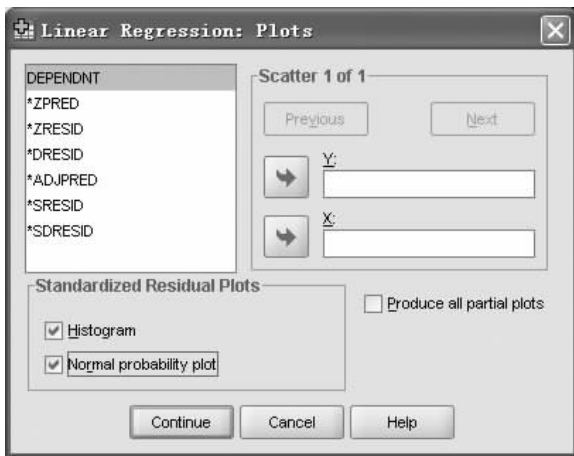 Linear Regression: Plots
DEPENDNT
*ZPRED
*ZRESID
*DRESID
*ADJPRED
*SRESID
*SDRESID
Scatter 1 of 1
Previous
Next
Y:
X:
Standardized Residual Plots
Histogram
Normal probability plot
Produce all partial plots
Continue
Cancel
Help